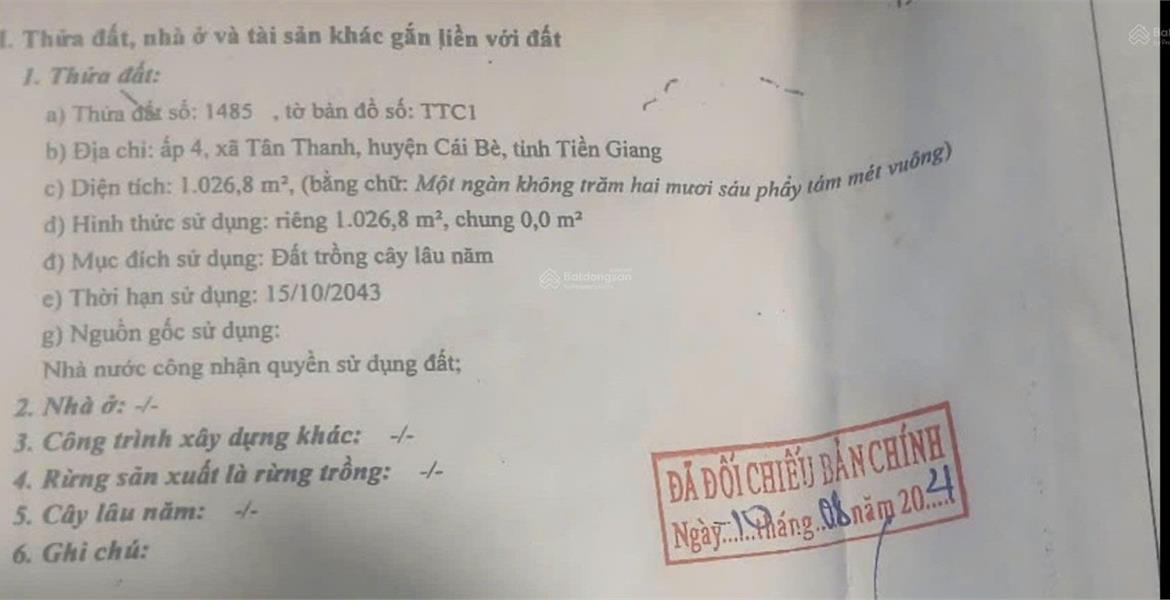 I. Thửa đất, nhà ở và tài sản khác gắn liền với đất
1. Thửa đất:
a) Thửa đất số: 1485 , tờ bản đồ số: TTC1
b) Địa chỉ: ấp 4, xã Tân Thanh, huyện Cái Bè, tỉnh Tiền Giang
c) Diện tích: 1.026,8 m², (bằng chữ: Một ngàn không trăm hai mươi sáu phẩy tám mét vuông)
d) Hình thức sử dụng: riêng 1.026,8 m², chung 0,0 m²
đ) Mục đích sử dụng: Đất trồng cây lâu năm
e) Thời hạn sử dụng: 15/10/2043
g) Nguồn gốc sử dụng:
Nhà nước công nhận quyền sử dụng đất;
2. Nhà ở: -/-
3. Công trình xây dựng khác: -/-
4. Rừng sản xuất là rừng trồng: -/-
5. Cây lâu năm: -/-
6. Ghi chú:
ĐÃ ĐỐI CHIẾU BẢN CHÍNH
Ngày......tháng..08 năm 20..4..
Batdongsan